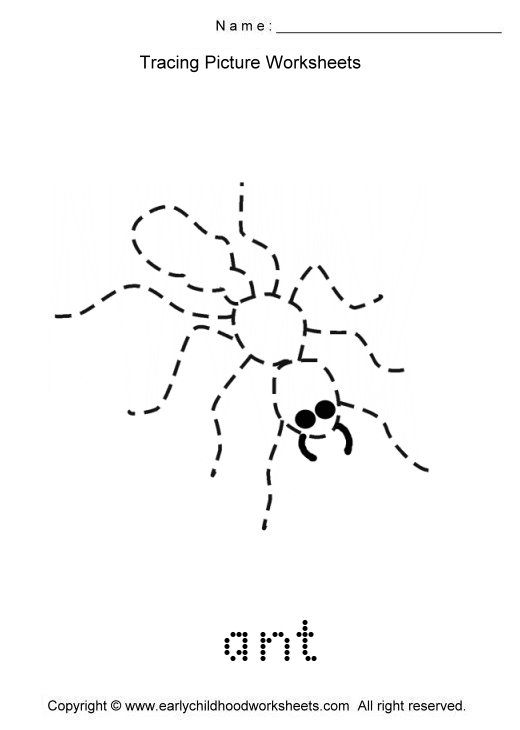 Name:
Tracing Picture Worksheets
ant
Copyright © www.earlychildhoodworksheets.com All right reserved.